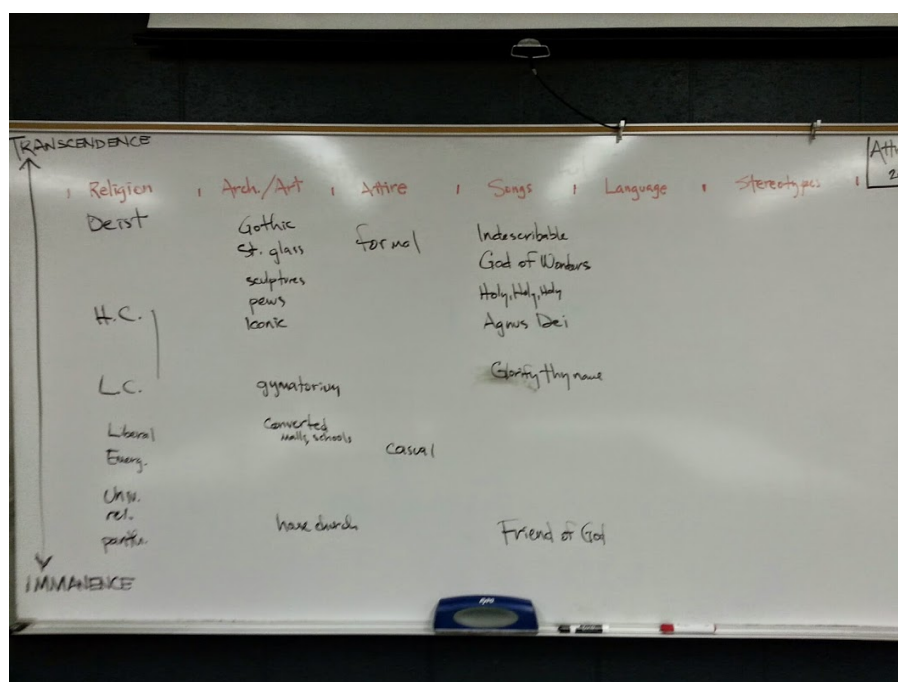 TRANSCENDENCE
Religion Arch./Art Attire Songs Language Stereotypes
Deist
H.C.
L.C.
Liberal
Emerg.
Univ.
rel.
panth.
Gothic
St. glass
sculptures
pews
Iconic
gymatorium
Converted
malls, schools
house church
formal
casual
Indescribable
God of Wonders
Holy, Holy, Holy
Agnus Dei
Glorify thy name
Friend of God
IMMANENCE
Expo